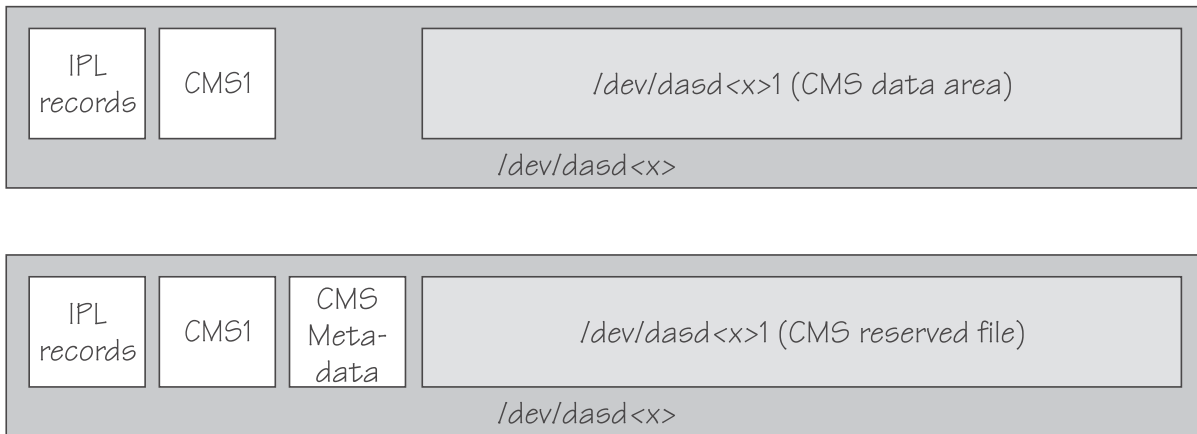 IPL
records
CMS1
/dev/dasd<x>1 (CMS data area)
/dev/dasd<x>
IPL
records
CMS1
CMS
Meta-
data
/dev/dasd<x>1 (CMS reserved file)
/dev/dasd<x>